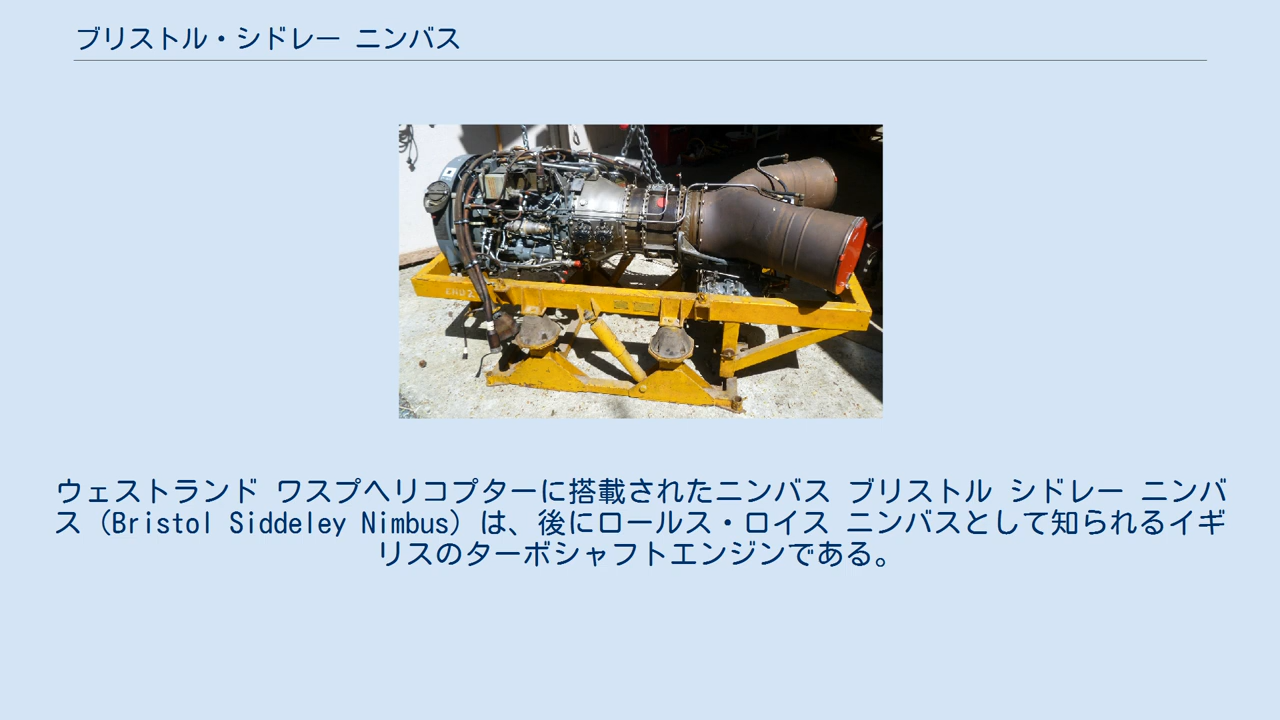 ブリストル・シドレー ニンバス
ウェストランド ワスプヘリコプターに搭載されたニンバス ブリストル シドレー ニンバ
ス（Bristol Siddeley Nimbus）は、後にロールス・ロイス ニンバスとして知られるイギ
リスのターボシャフトエンジンである。